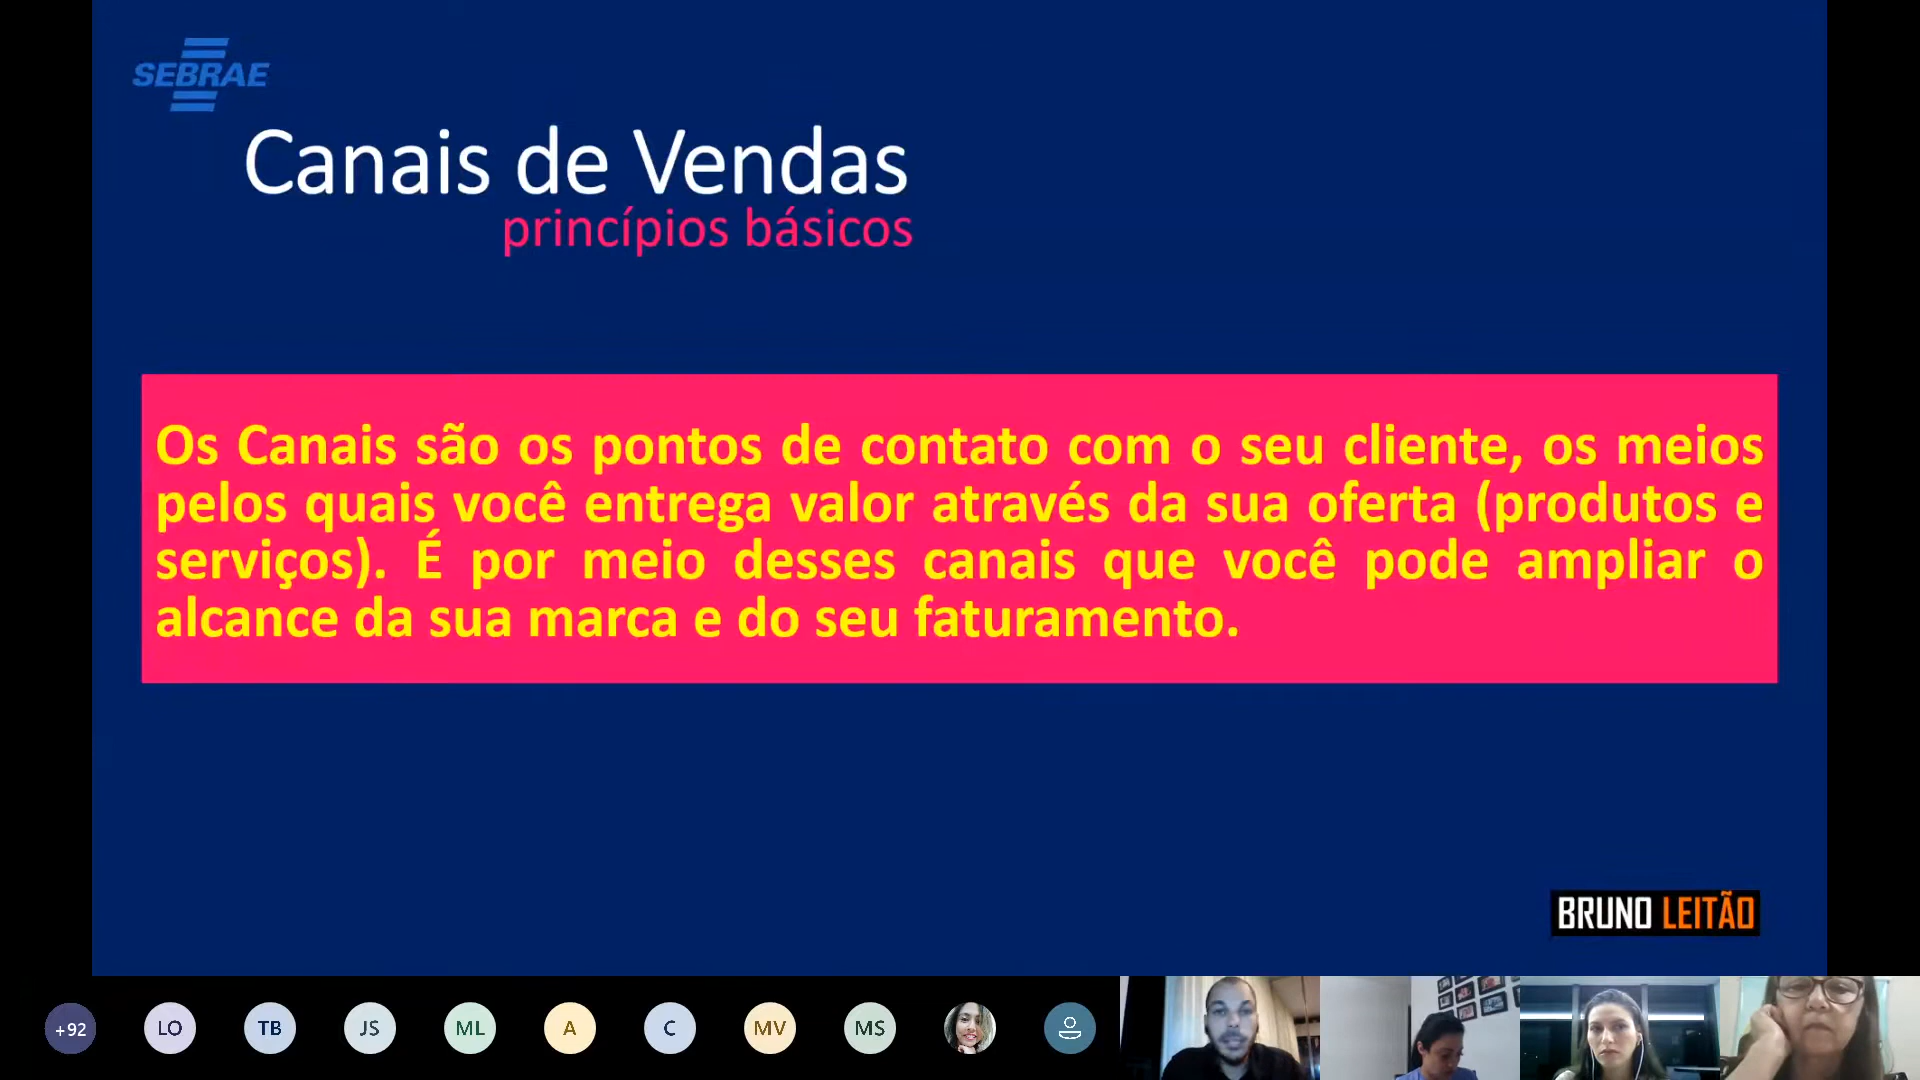 SEBRAE
Canais de Vendas
princípios básicos
Os Canais são os pontos de contato com o seu cliente, os meios
pelos quais você entrega valor através da sua oferta (produtos e
serviços). É por meio desses canais que você pode ampliar o
alcance da sua marca e do seu faturamento.
BRUNO LEITÃO
+92
LO
TB
JS
ML
A
C
MV
MS